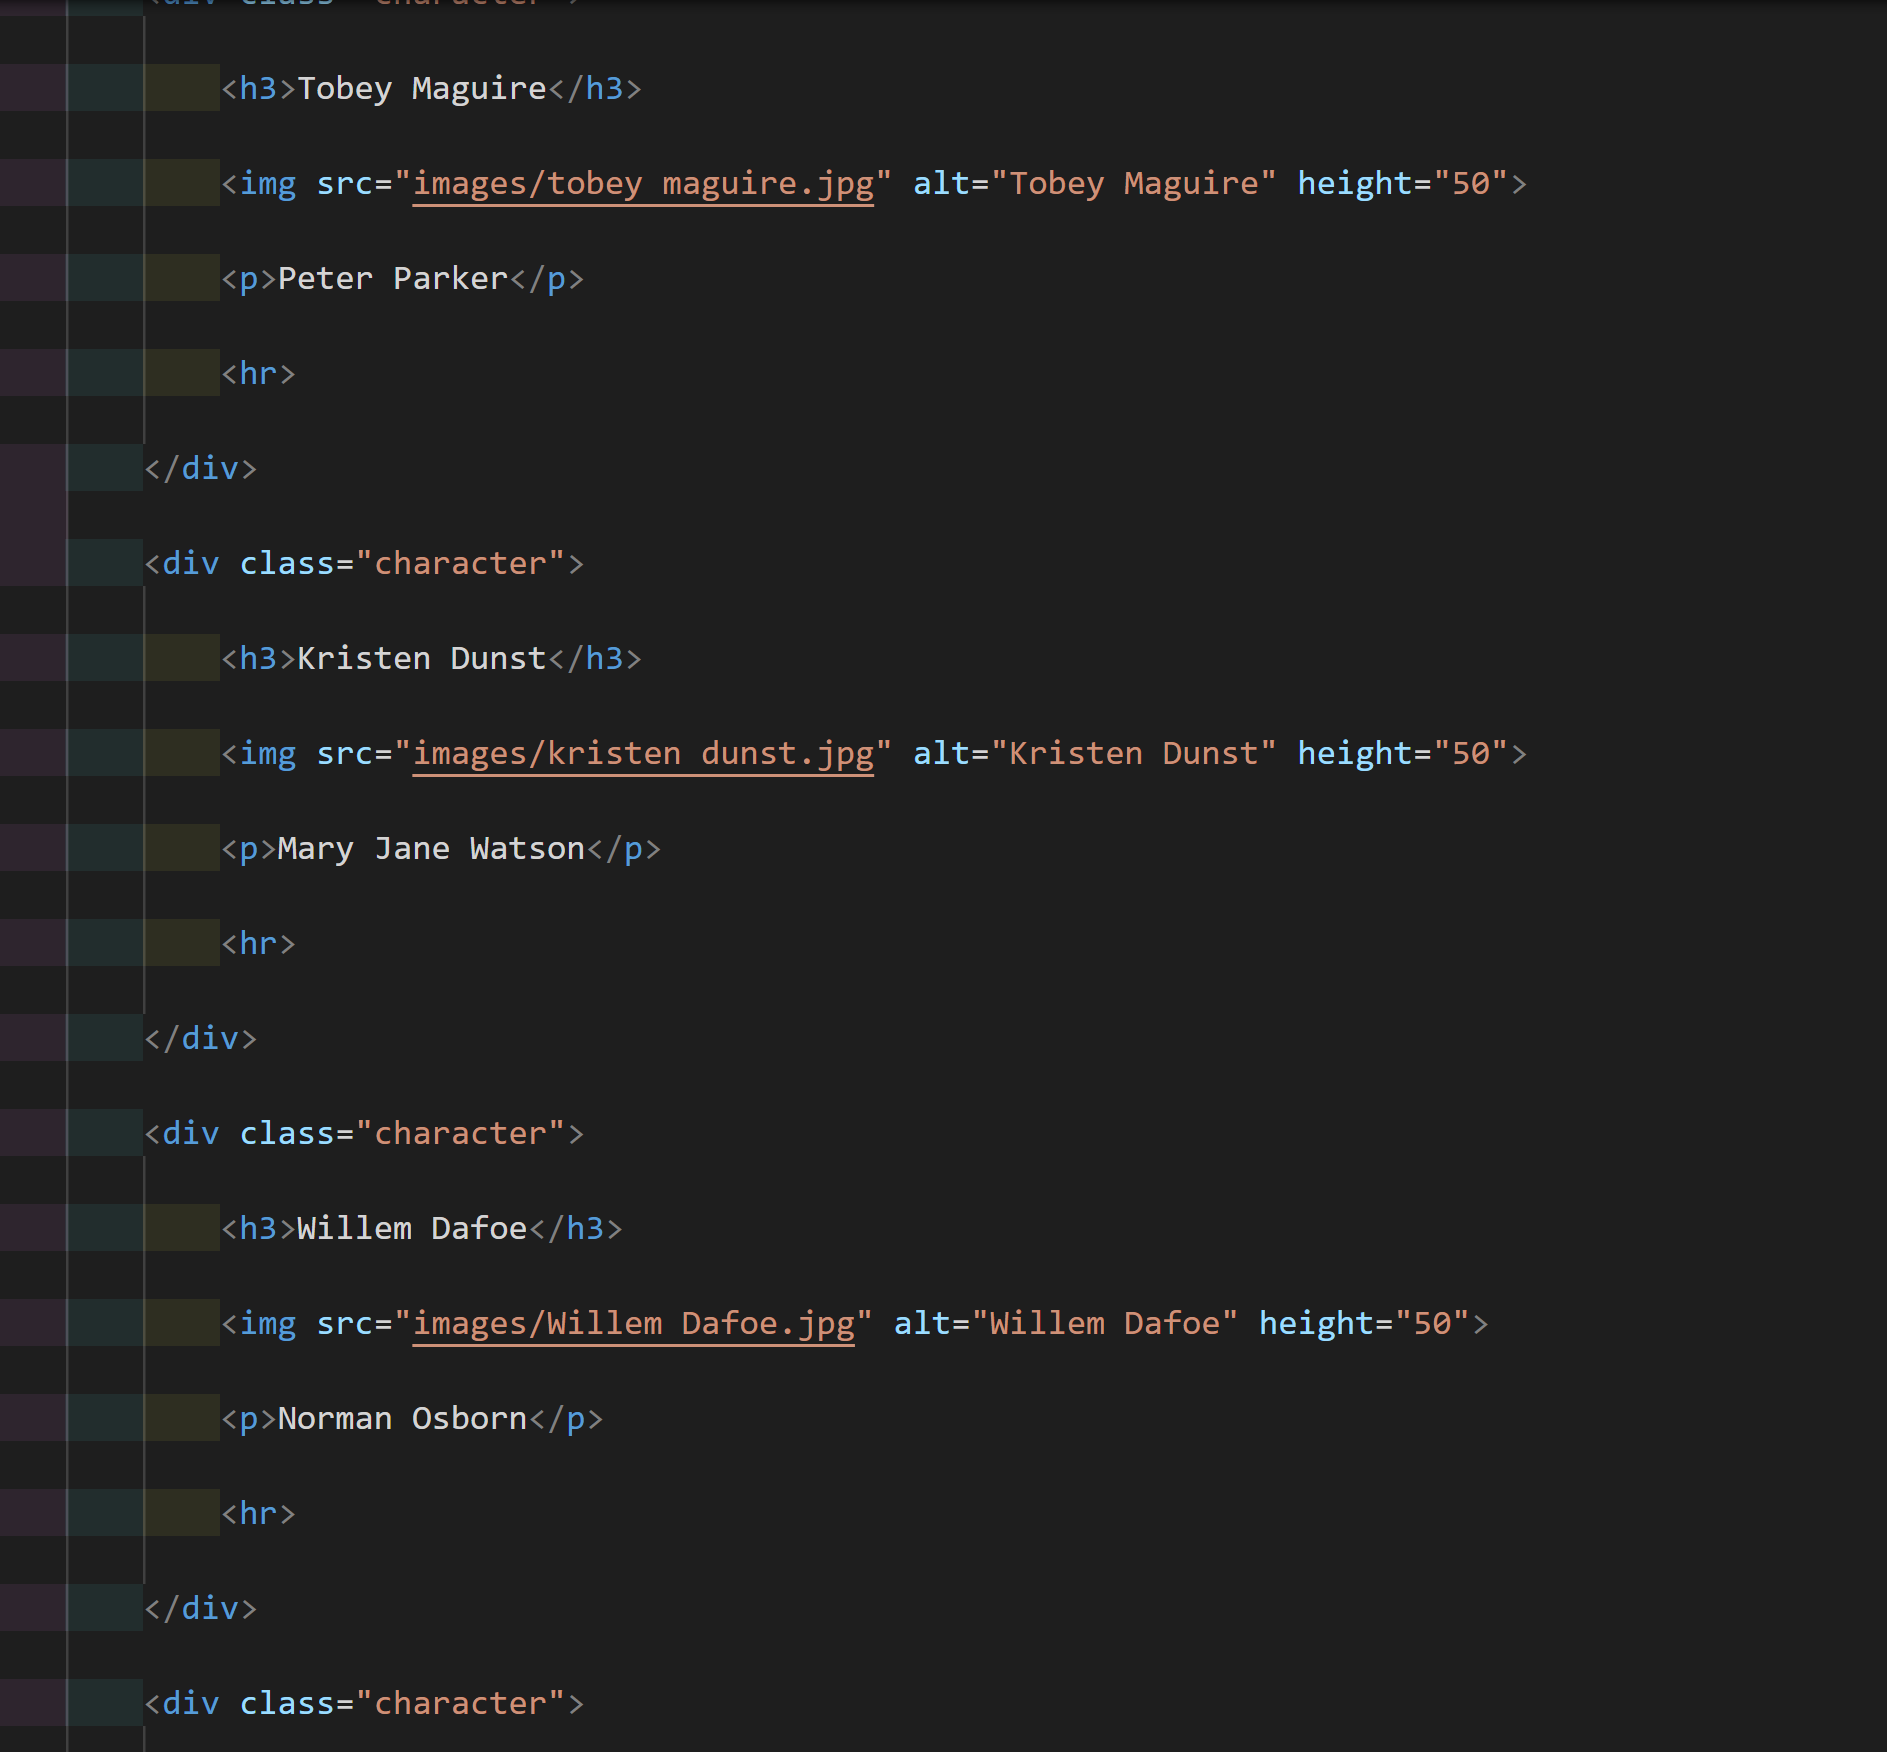 <div class="character">
<h3>Tobey Maguire</h3>
<img src="images/tobey maguire.jpg" alt="Tobey Maguire" height="50">
<p>Peter Parker</p>
<hr>
</div>
<div class="character">
<h3>Kristen Dunst</h3>
<img src="images/kristen dunst.jpg" alt="Kristen Dunst" height="50">
<p>Mary Jane Watson</p>
<hr>
</div>
<div class="character">
<h3>Willem Dafoe</h3>
<img src="images/Willem Dafoe.jpg" alt="Willem Dafoe" height="50">
<p>Norman Osborn</p>
<hr>
</div>
<div class="character">